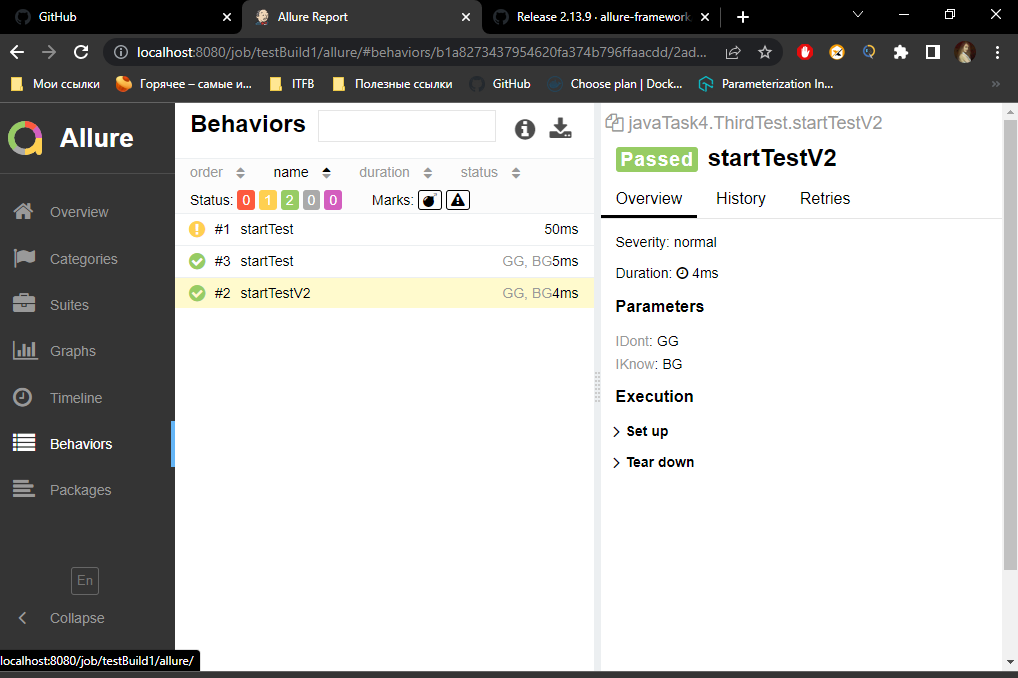 GitHub
Allure Report
Release 2.13.9 · allure-framework
localhost:8080/job/testBuild1/allure/#behaviors/b1a8273437954620fa374b796ffaacdd/2ad...
Мои ссылки
Горячее – самые и...
ITFB
Полезные ссылки
GitHub
Choose plan | Dock...
Parameterization In...
»
Allure
Overview
Categories
Suites
Graphs
Timeline
Behaviors
Packages
En
Collapse
localhost:8080/job/testBuild1/allure/
Behaviors
order name duration status
Status: 0 1 2 0 0 Marks:
#1 startTest 50ms
#3 startTest GG, BG5ms
#2 startTestV2 GG, BG4ms
javaTask4.ThirdTest.startTestV2
Passed startTestV2
Overview History Retries
Severity: normal
Duration: 4ms
Parameters
IDont: GG
IKnow: BG
Execution
Set up
Tear down